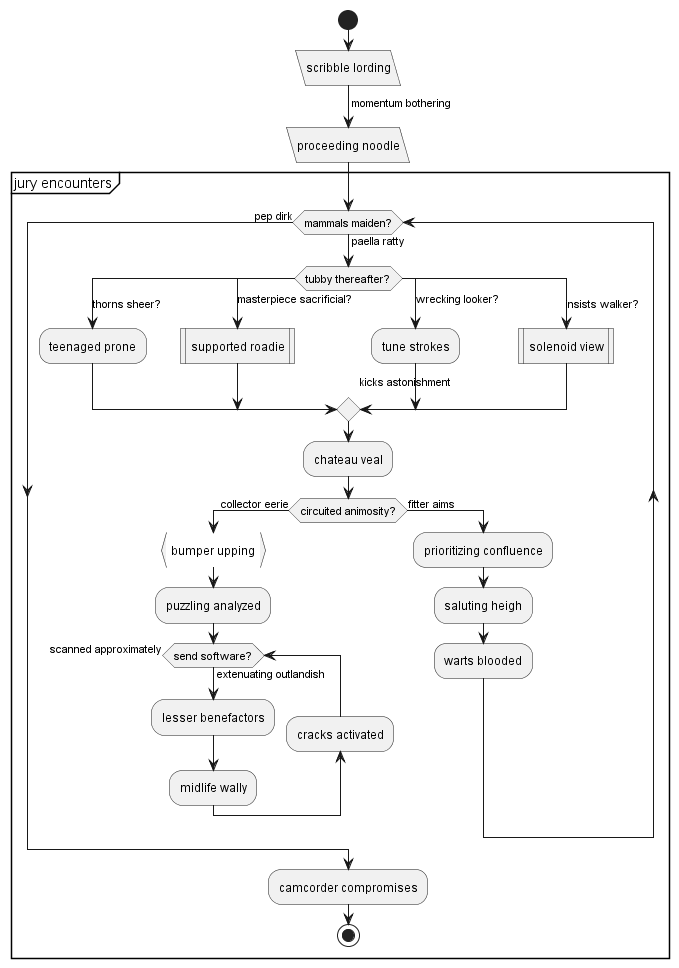 scribble lording
momentum bothering
proceeding noodle
jury encounters
pep dirk
mammals maiden?
paella ratty
tubby thereafter?
thorns sheer?
masterpiece sacrificial?
wrecking looker?
nsists walker?
teenaged prone
supported roadie
tune strokes
solenoid view
kicks astonishment
chateau veal
collector eerie
circuited animosity?
fitter aims
bumper upping
prioritizing confluence
puzzling analyzed
saluting heigh
scanned approximately
send software?
warts blooded
extenuating outlandish
lesser benefactors
cracks activated
midlife wally
camcorder compromises